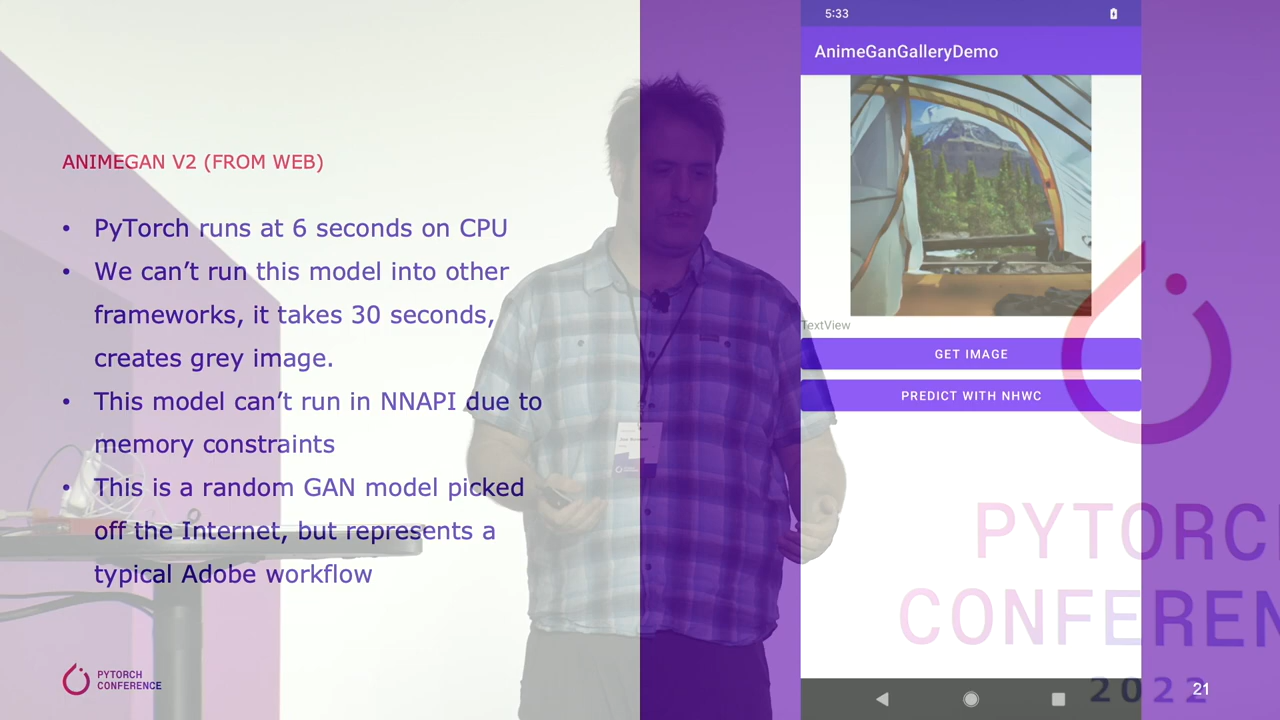 ANIMEGAN V2 (FROM WEB)
• PyTorch runs at 6 seconds on CPU
• We can’t run this model into other
frameworks, it takes 30 seconds,
creates grey image.
• This model can’t run in NNAPI due to
memory constraints
• This is a random GAN model picked
off the Internet, but represents a
typical Adobe workflow
PYTORCH
CONFERENCE
5:33
AnimeGanGalleryDemo
TextView
GET IMAGE
PREDICT WITH NHWC
PYTORC
CONFEREN
2022
21